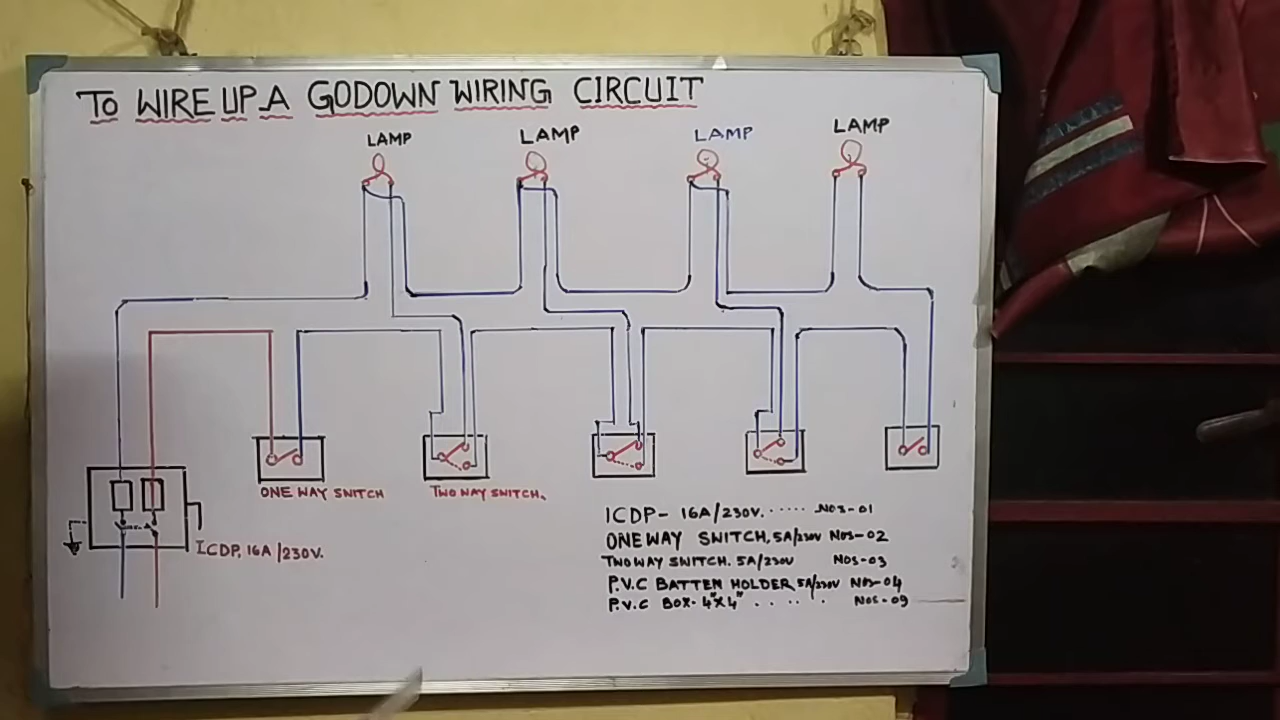 TO WIRE UP A GODOWN WIRING CIRCUIT
LAMP LAMP LAMP LAMP
ONE WAY SWITCH
TWO WAY SWITCH.
ICDP, 16A/230V.
ICDP- 16A/230V. ..... NOS-01
ONE WAY SWITCH, 5A/230V NOS-02
TWO WAY SWITCH. 5A/230V NOS-03
P.V.C BATTEN HOLDER 5A/230V NOS-04
P.V.C BOX- 4"X4" . . .. . NOS-09